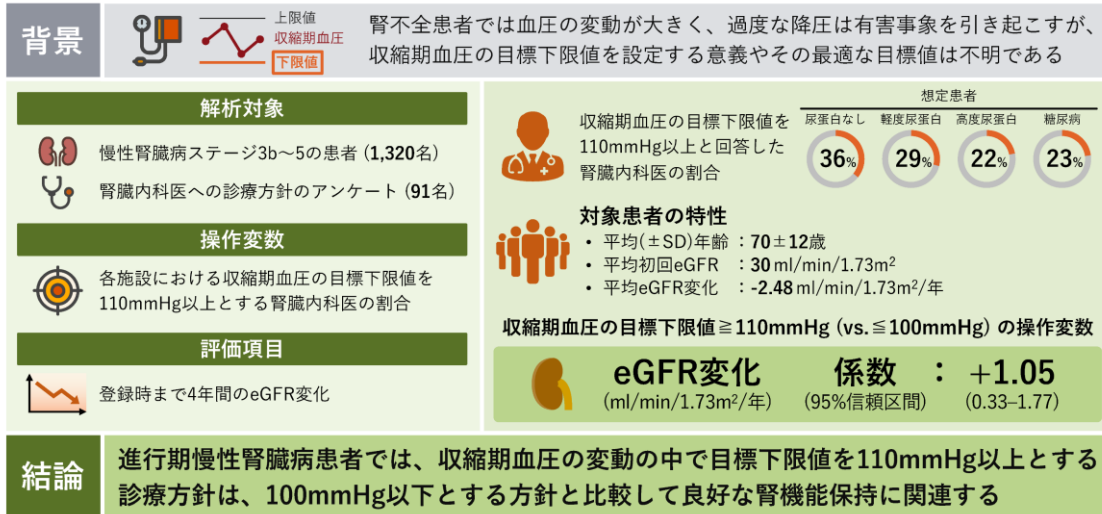 背景
上限値
収縮期血圧
下限値
腎不全患者では血圧の変動が大きく、過度な降圧は有害事象を引き起こすが、
収縮期血圧の目標下限値を設定する意義やその最適な目標値は不明である
解析対象
慢性腎臓病ステージ3b～5の患者 (1,320名)
腎臓内科医への診療方針のアンケート (91名)
操作変数
各施設における収縮期血圧の目標下限値を
110mmHg以上とする腎臓内科医の割合
評価項目
登録時まで4年間のeGFR変化
収縮期血圧の目標下限値を
110mmHg以上と回答した
腎臓内科医の割合
想定患者
尿蛋白なし 軽度尿蛋白 高度尿蛋白 糖尿病
36% 29% 22% 23%
対象患者の特性
• 平均(±SD)年齢 : 70±12歳
• 平均初回eGFR : 30 ml/min/1.73m²
• 平均eGFR変化 : -2.48 ml/min/1.73m²/年
収縮期血圧の目標下限値≧110mmHg (vs.≦100mmHg) の操作変数
eGFR変化 係数 : +1.05
(ml/min/1.73m²/年) (95%信頼区間) (0.33–1.77)
結論
進行期慢性腎臓病患者では、収縮期血圧の変動の中で目標下限値を110mmHg以上とする
診療方針は、100mmHg以下とする方針と比較して良好な腎機能保持に関連する